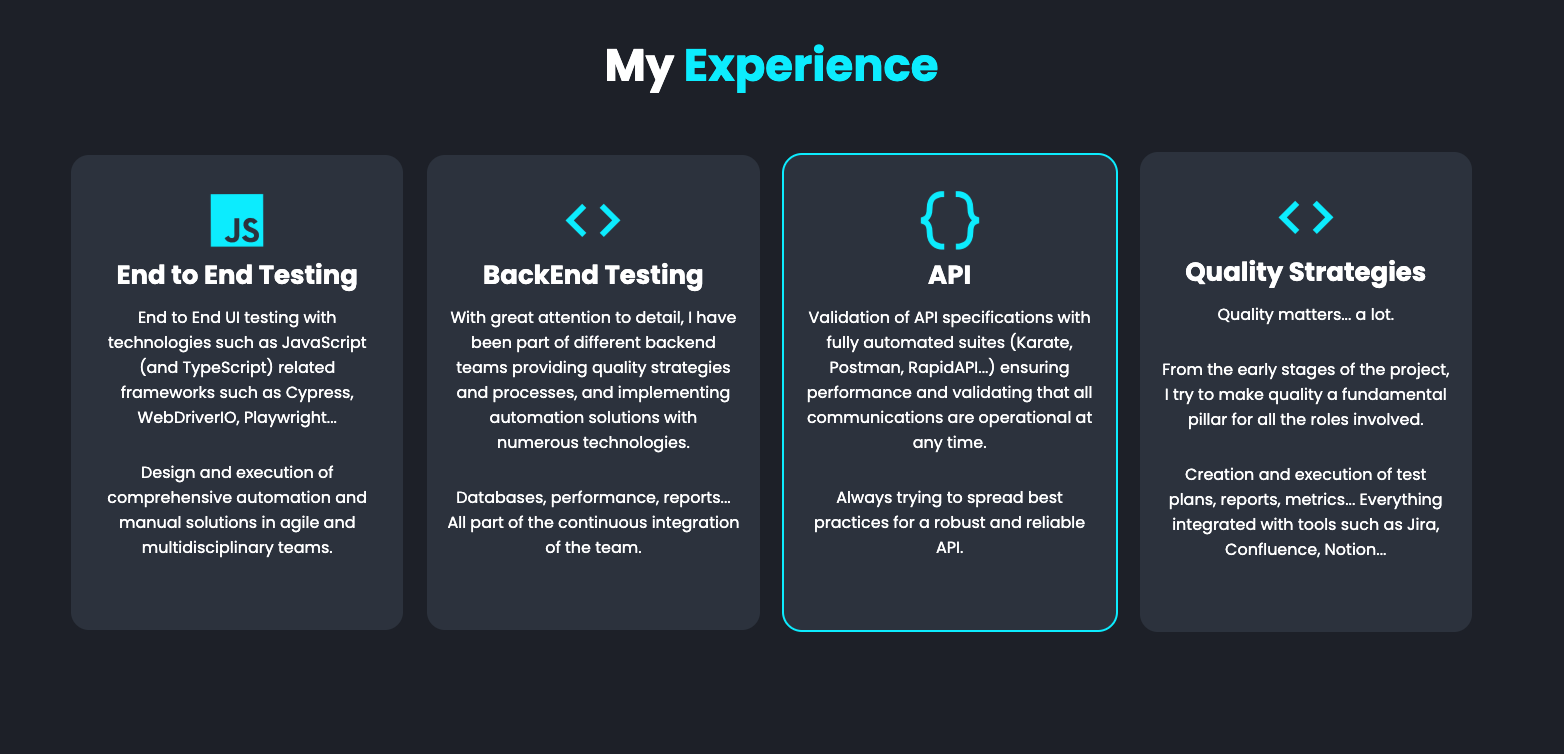 My Experience
JS
End to End Testing
End to End UI testing with
technologies such as JavaScript
(and TypeScript) related
frameworks such as Cypress,
WebDriverIO, Playwright...
Design and execution of
comprehensive automation and
manual solutions in agile and
multidisciplinary teams.
BackEnd Testing
With great attention to detail, I have
been part of different backend
teams providing quality strategies
and processes, and implementing
automation solutions with
numerous technologies.
Databases, performance, reports...
All part of the continuous integration
of the team.
{ }
API
Validation of API specifications with
fully automated suites (Karate,
Postman, RapidAPI...) ensuring
performance and validating that all
communications are operational at
any time.
Always trying to spread best
practices for a robust and reliable
API.
Quality Strategies
Quality matters... a lot.
From the early stages of the project,
I try to make quality a fundamental
pillar for all the roles involved.
Creation and execution of test
plans, reports, metrics... Everything
integrated with tools such as Jira,
Confluence, Notion...